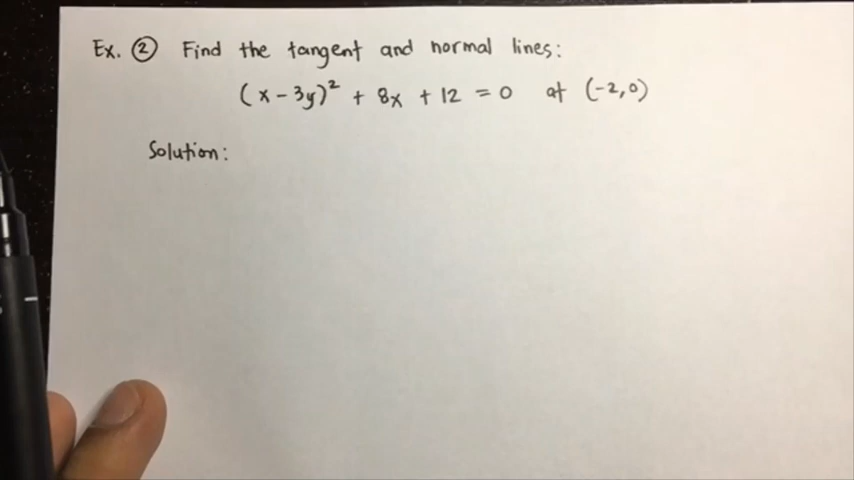 Ex. ② Find the tangent and normal lines:
(x - 3y)² + 8x + 12 = 0 at (-2,0)
Solution: